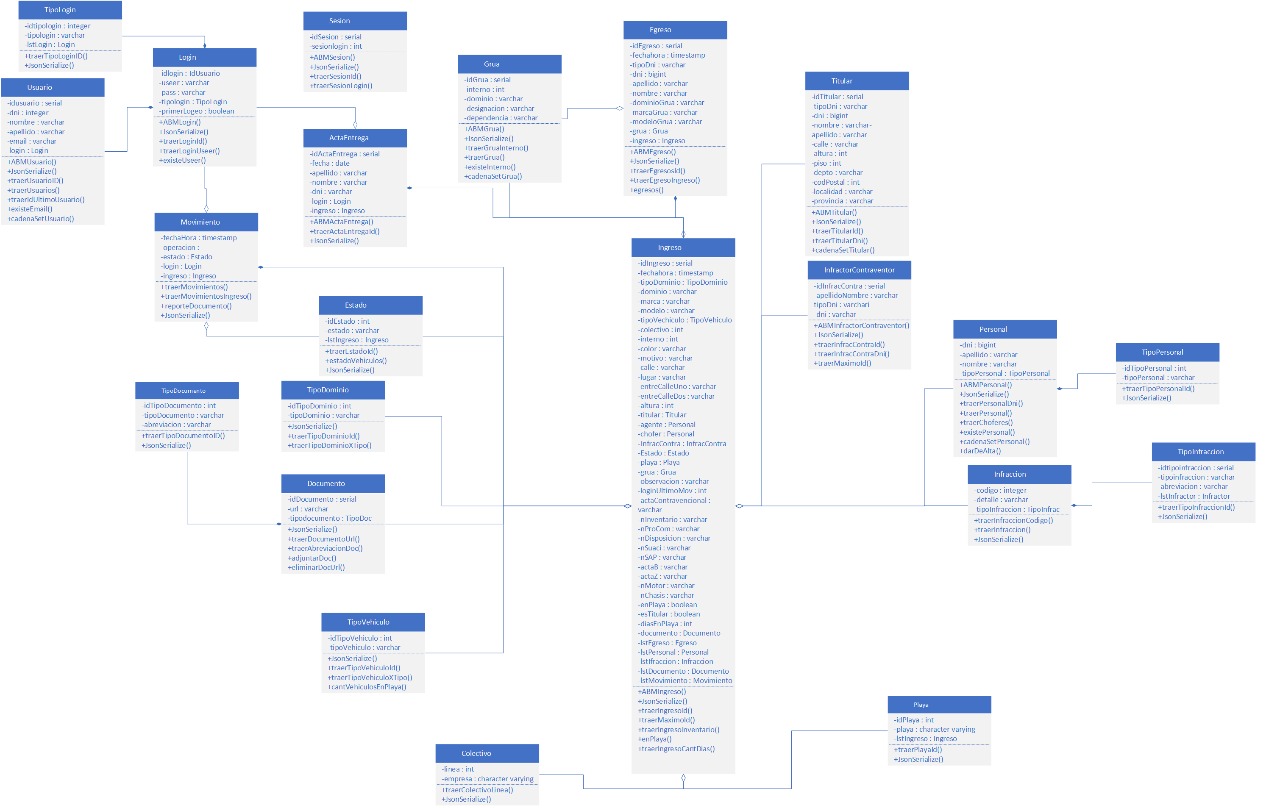 TipoLogin
-idtipologin : integer
-tipologin : varchar
-lstLogin : Login
+traerTipoLoginID()
+JsonSerialize()
Login
idlogin : IdUsuario
-useer : varchar
pass : varchar
-tipologin : TipoLogin
-primerLogeo : boolean
+ABMLogin()
+JsonSerialize()
+traerLoginId()
+traerLoginUseer()
+existeUseer()
Usuario
-idusuario : serial
-dni : integer
-nombre : varchar
-apellido : varchar
-email : varchar
-login : Login
+ABMUsuario()
+JsonSerialize()
+traerUsuarioID()
+traerUsuarios()
+traerIdUltimoUsuario()
+existeEmail()
+cadenaSetUsuario()
Sesion
-idSesion : serial
-sesionlogin : int
+ABMSesion()
+JsonSerialize()
+traerSesionId()
+traerSesionLogin()
ActaEntrega
-idActaEntrega : serial
-fecha : date
-apellido : varchar
-nombre : varchar
-dni : varchar
login : Login
-ingreso : Ingreso
+ABMActaEntrega()
+traerActaEntregaId()
+JsonSerialize()
Grua
-idGrua : serial
interno : int
-dominio : varchar
-designacion : varchar
-dependencia : varchar
+ABMGrua()
+JsonSerialize()
+traerGruaInterno()
+traerGrua()
+existeInterno()
+cadenaSetGrua()
Egreso
-idEgreso : serial
-fechahora : timestamp
-tipoDni : varchar
-dni : bigint
-apellido : varchar
-nombre : varchar
-dominioGrua : varchar
-marcaGrua : varchar
-modeloGrua : varchar
-grua : Grua
-ingreso : Ingreso
+ABMEgreso()
+JsonSerialize()
+traerEgresosId()
+traerEgresoIngreso()
+egresos()
Titular
-idTitular : serial
tipoDni : varchar
-dni : bigint
-nombre : varchar-
apellido : varchar
-calle : varchar
-altura : int
-piso : int
-depto : varchar
-codPostal : int
-localidad : varchar
-provincia : varchar
+ABMTitular()
+JsonSerialize()
+traerTitularId()
+traerTitularDni()
+cadenaSetTitular()
Movimiento
-fechaHora : timestamp
operacion :
-estado : Estado
-login : Login
-ingreso : Ingreso
+traerMovimientos()
+traerMovimientosIngreso()
+reporteDocumento()
+JsonSerialize()
Estado
-idEstado : int
estado : varchar
-lstIngreso : Ingreso
+traerEstadoId()
+estadoVehiculos()
+JsonSerialize()
Ingreso
-idIngreso : serial
-fechahora : timestamp
-tipoDominio : TipoDominio
-dominio : varchar
-marca : varchar
-modelo : varchar
-tipoVechiculo : TipoVehiculo
-colectivo : int
-interno : int
-color : varchar
-motivo : varchar
-calle : varchar
-lugar : varchar
entreCalleUno : varchar
-entreCalleDos : varchar
-altura : int
-titular : Titular
-agente : Personal
-chofer : Personal
-infracContra : InfracContra
-Estado : Estado
playa : Playa
-grua : Grua
observacion : varchar
-loginUltimoMov : int
actaContravencional :
varchar
-nInventario : varchar
-nProCom : varchar
-nDisposicion : varchar
-nSuaci : varchar
-nSAP : varchar
-actaB : varchar
-actaZ : varchar
-nMotor : varchar
nChasis : varchar
-enPlaya : boolean
-esTitular : boolean
-diasEnPlaya : int
-documento : Documento
-lstEgreso : Egreso
-lstPersonal : Personal
-lstIfraccion : Infraccion
-lstDocumento : Documento
-lstMovimiento : Movimiento
+ABMIngreso()
+JsonSerialize()
+traerIngresoId()
+traerMaximoId()
+traerIngresoInventario()
+enPlaya()
+traerIngresoCantDias()
InfractorContraventor
-idInfracContra : serial
apellidoNombre : varchar
tipoDni : varchari
dni : varchar
+ABMInfractorContraventor()
+JsonSerialize()
+traerInfracContraId()
+traerInfracContraDni()
+traerMaximoId()
Personal
-dni : bigint
-apellido : varchar
-nombre : varchar
tipoPersonal : TipoPersonal
+ABMPersonal()
+JsonSerialize()
+traerPersonalDni()
+traerPersonal()
+traerChoferes()
+existePersonal()
+cadenaSetPersonal()
+darDeAlta()
TipoPersonal
-idTipoPersonal : int
-tipoPersonal : varchar
+traerTipoPersonalId()
+JsonSerialize()
TipoDocumento
-idTipoDocumento : int
-tipoDocumento : varchar
-abreviacion : varchar
+traerTipoDocumentoID()
+JsonSerialize()
TipoDominio
-idTipoDominio : int
-tipoDominio : varchar
+JsonSerialize()
+traerTipoDominioId()
+traerTipoDominioXTipo()
Documento
-idDocumento : serial
-url : varchar
-tipodocumento : TipoDoc
+JsonSerialize()
+traerDocumentoUrl()
+traerAbreviacionDoc()
+adjuntarDoc()
+eliminarDocUrl()
Infraccion
-codigo : integer
-detalle : varchar
tipoInfraccion : TipoInfrac
+traerInfraccionCodigo()
+traerInfraccion()
+JsonSerialize()
TipoInfraccion
-idtipoInfraccion : serial
-tipoinfraccion : varchar
-abreviacion : varchar
-lstInfractor : Infractor
+traerTipoInfraccionId()
+JsonSerialize()
TipoVehiculo
-idTipoVehiculo : int
tipoVehiculo : varchar
+JsonSerialize()
+traerTipoVehiculoId()
+traerTipoVehiculoXTipo()
+cantVehiculosEnPlaya()
Playa
-idPlaya : int
-playa : character varying
-lstIngreso : Ingreso
+traerPlayaId()
+JsonSerialize()
Colectivo
-linea : int
-empresa : character varying
+traerColectivoLinea()
+JsonSerialize()